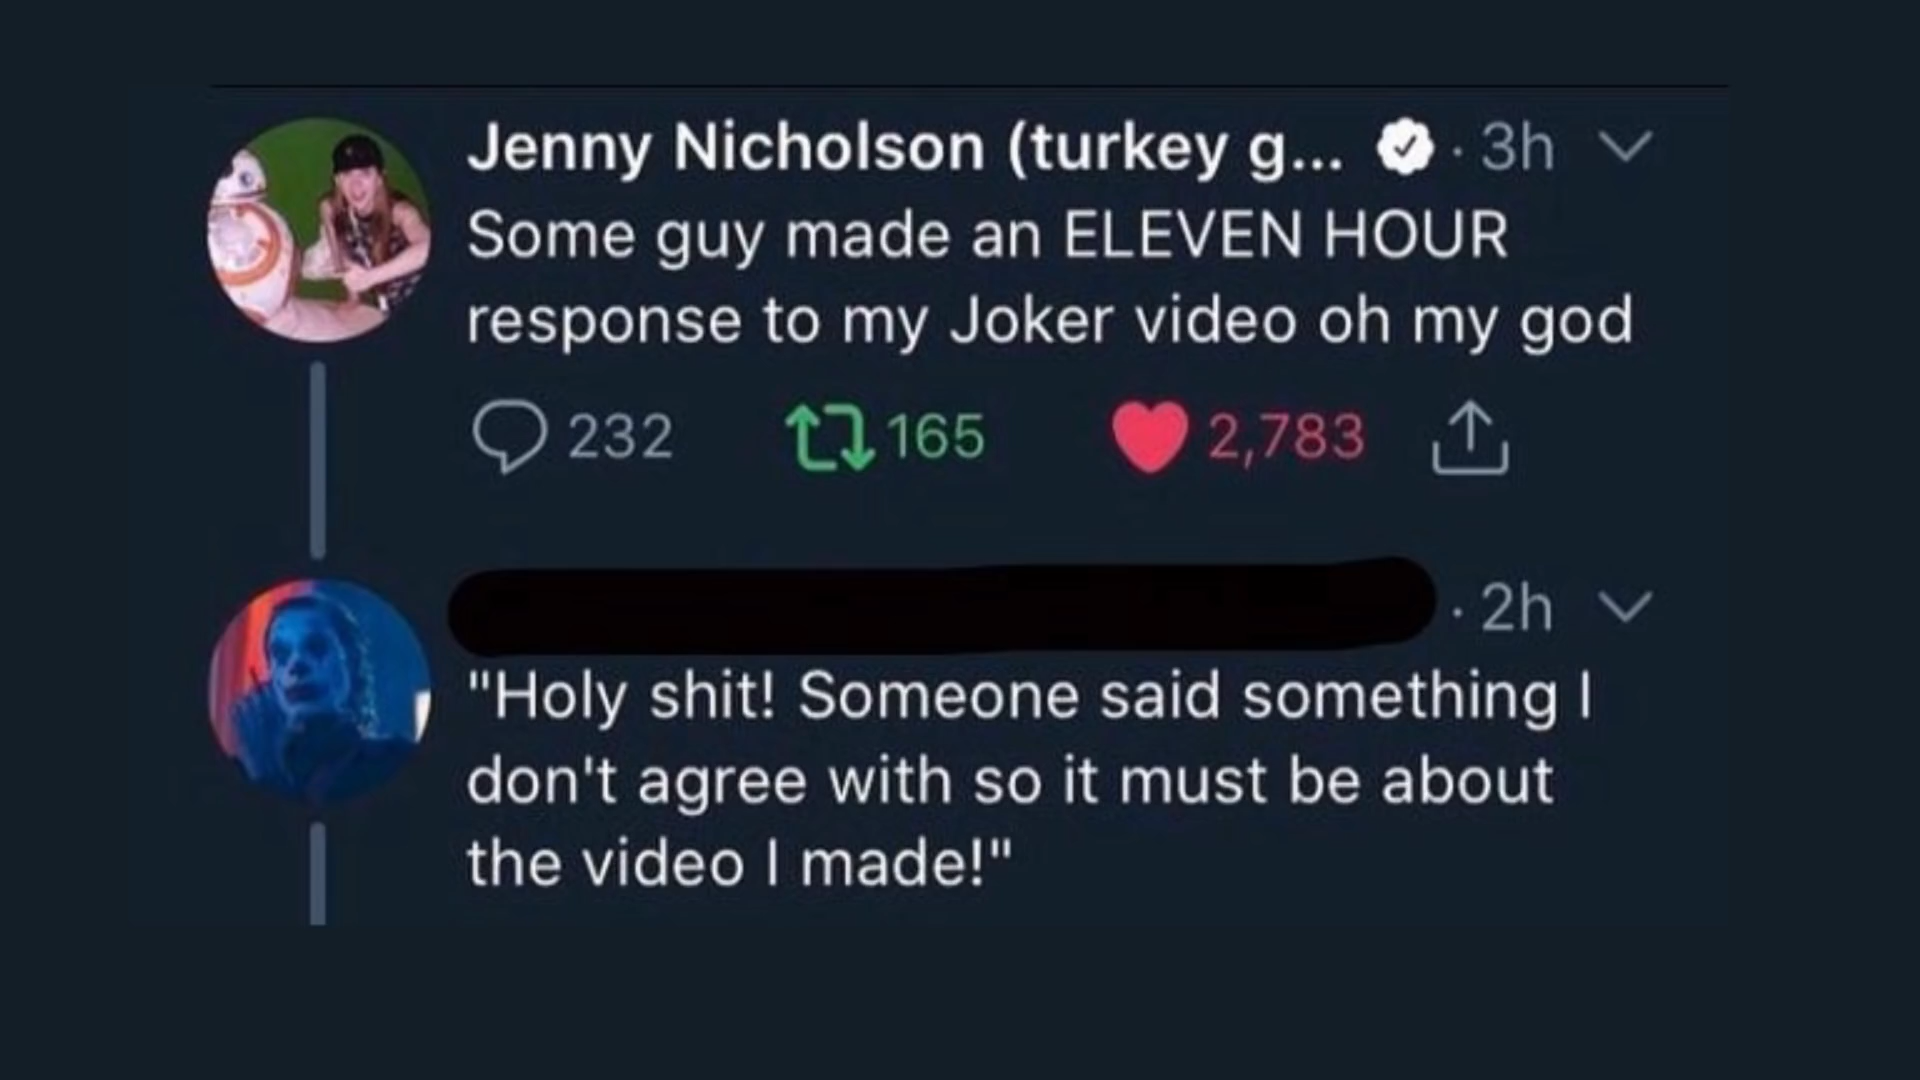 Jenny Nicholson (turkey g... · 3h
Some guy made an ELEVEN HOUR
response to my Joker video oh my god
232 165 2,783
· 2h
"Holy shit! Someone said something I
don't agree with so it must be about
the video I made!"